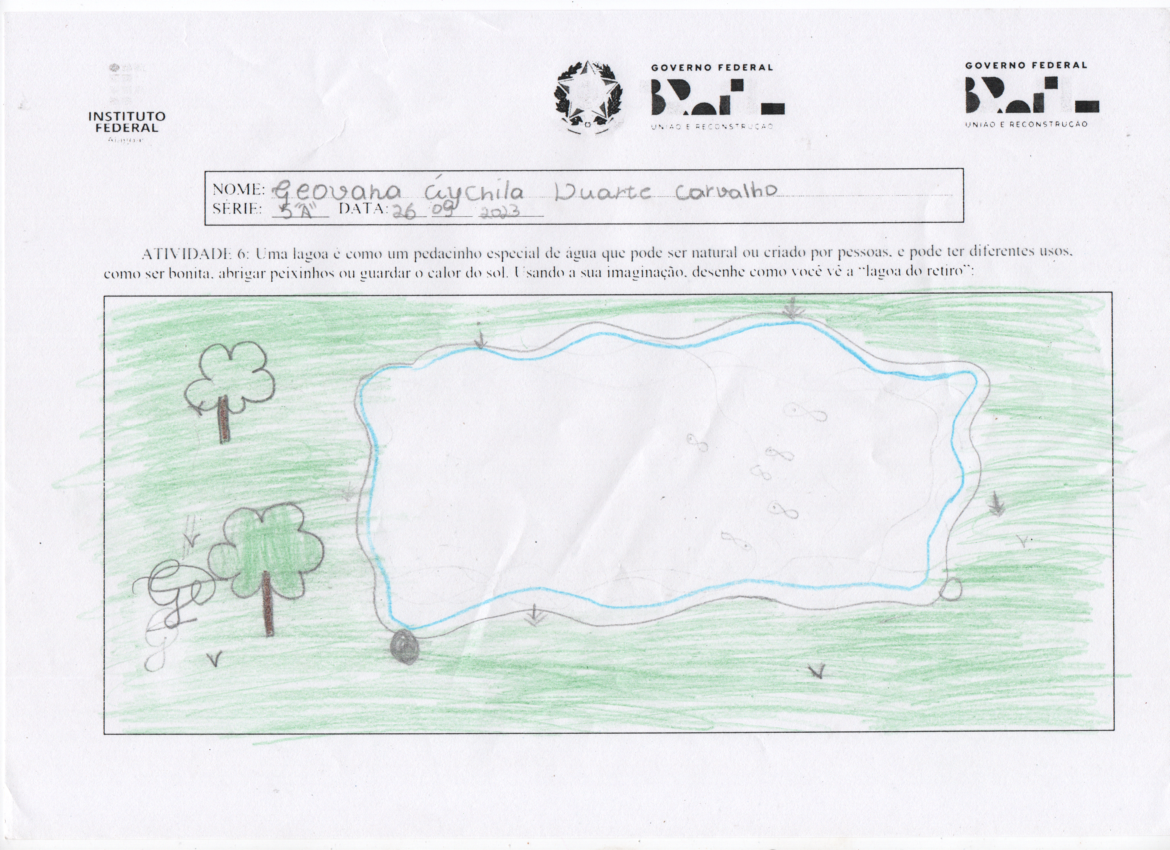 INSTITUTO
FEDERAL
GOVERNO FEDERAL
BRASIL
UNIÃO E RECONSTRUÇÃO
GOVERNO FEDERAL
BRASIL
UNIÃO E RECONSTRUÇÃO
NOME: Geovana Áychila Duarte Carvalho
SÉRIE: 5"A" DATA: 26 09 2023
ATIVIDADE 6: Uma lagoa é como um pedacinho especial de água que pode ser natural ou criado por pessoas, e pode ter diferentes usos,
como ser bonita, abrigar peixinhos ou guardar o calor do sol. Usando a sua imaginação, desenhe como você vê a "lagoa do retiro":